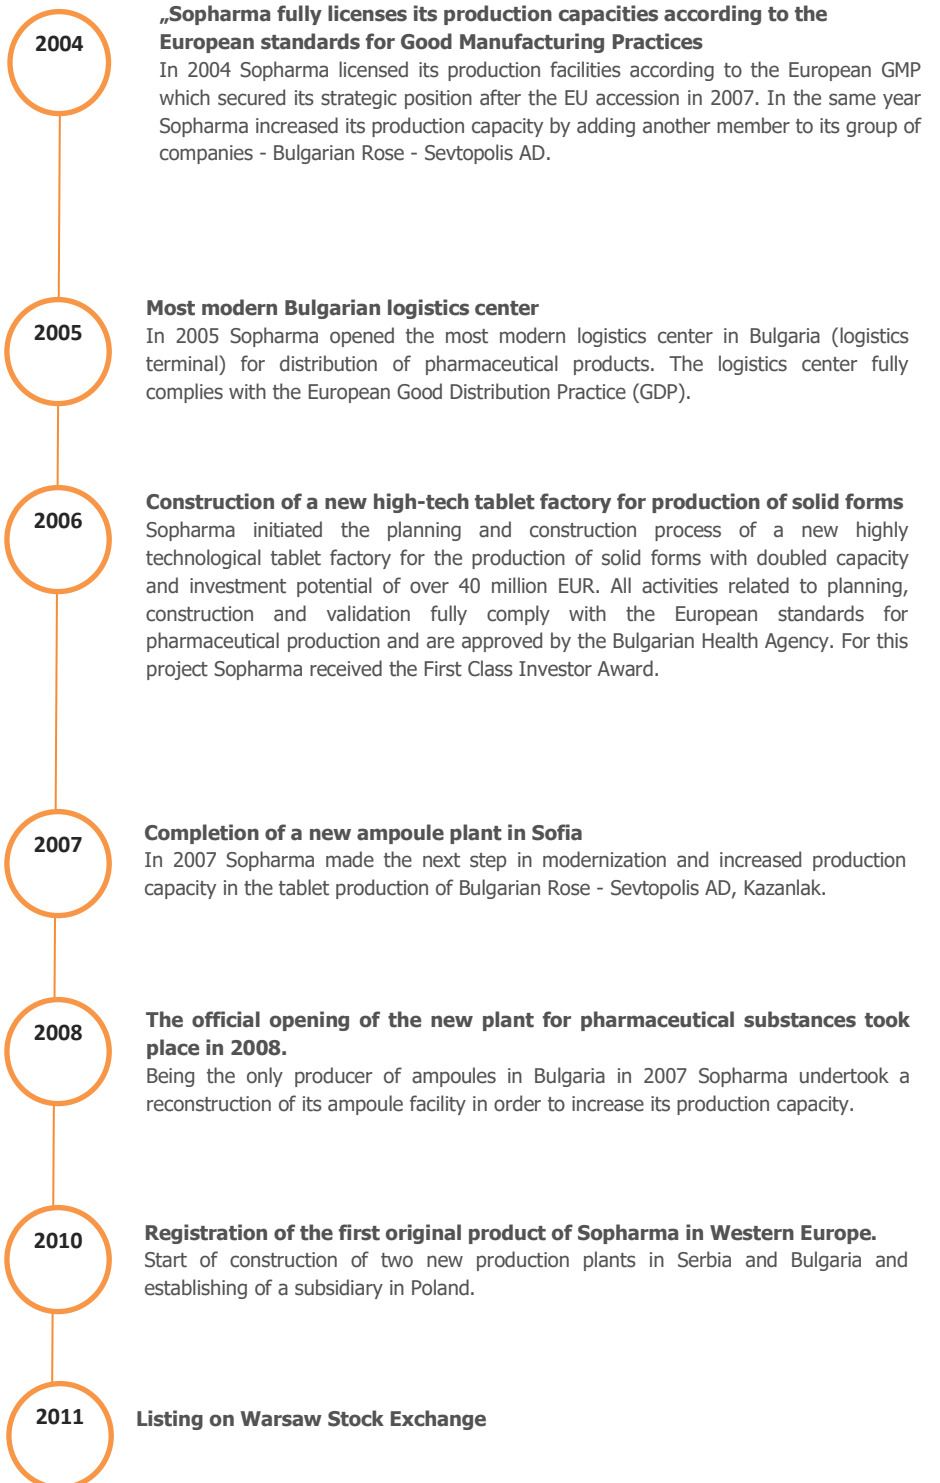 2004
„Sopharma fully licenses its production capacities according to the
European standards for Good Manufacturing Practices
In 2004 Sopharma licensed its production facilities according to the European GMP
which secured its strategic position after the EU accession in 2007. In the same year
Sopharma increased its production capacity by adding another member to its group of
companies - Bulgarian Rose - Sevtopolis AD.
2005
Most modern Bulgarian logistics center
In 2005 Sopharma opened the most modern logistics center in Bulgaria (logistics
terminal) for distribution of pharmaceutical products. The logistics center fully
complies with the European Good Distribution Practice (GDP).
2006
Construction of a new high-tech tablet factory for production of solid forms
Sopharma initiated the planning and construction process of a new highly
technological tablet factory for the production of solid forms with doubled capacity
and investment potential of over 40 million EUR. All activities related to planning,
construction and validation fully comply with the European standards for
pharmaceutical production and are approved by the Bulgarian Health Agency. For this
project Sopharma received the First Class Investor Award.
2007
Completion of a new ampoule plant in Sofia
In 2007 Sopharma made the next step in modernization and increased production
capacity in the tablet production of Bulgarian Rose - Sevtopolis AD, Kazanlak.
2008
The official opening of the new plant for pharmaceutical substances took
place in 2008.
Being the only producer of ampoules in Bulgaria in 2007 Sopharma undertook a
reconstruction of its ampoule facility in order to increase its production capacity.
2010
Registration of the first original product of Sopharma in Western Europe.
Start of construction of two new production plants in Serbia and Bulgaria and
establishing of a subsidiary in Poland.
2011
Listing on Warsaw Stock Exchange